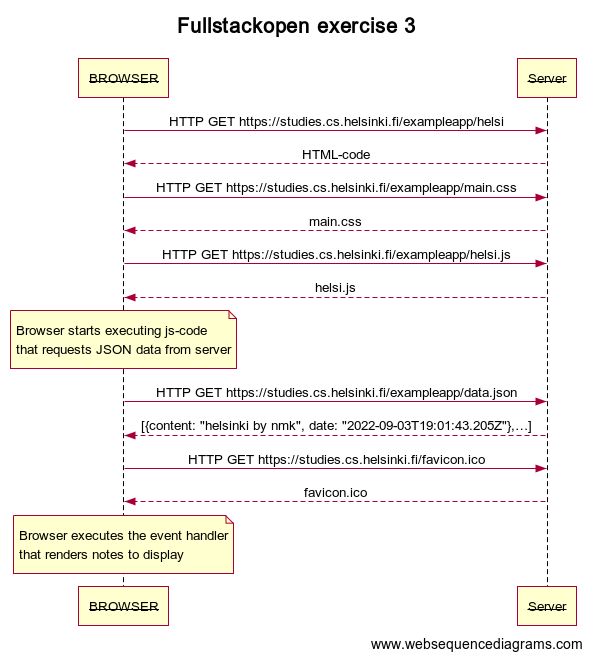 Fullstackopen exercise 3
BROWSER
Server
HTTP GET https://studies.cs.helsinki.fi/exampleapp/helsi
HTML-code
HTTP GET https://studies.cs.helsinki.fi/exampleapp/main.css
main.css
HTTP GET https://studies.cs.helsinki.fi/exampleapp/helsi.js
helsi.js
Browser starts executing js-code
that requests JSON data from server
HTTP GET https://studies.cs.helsinki.fi/exampleapp/data.json
[{content: "helsinki by nmk", date: "2022-09-03T19:01:43.205Z"},…]
HTTP GET https://studies.cs.helsinki.fi/favicon.ico
favicon.ico
Browser executes the event handler
that renders notes to display
BROWSER
Server
www.websequencediagrams.com